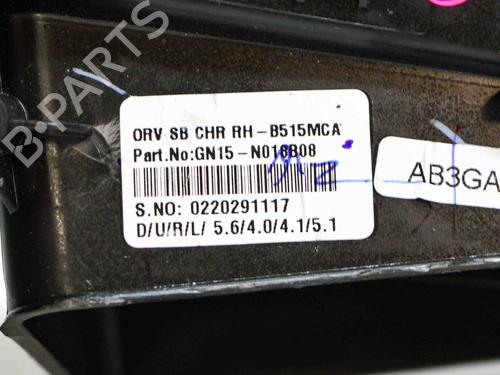 B-PARTS
ORV SB CHR RH-B515MCA
Part.No:GN15-N016B08
S.NO: 0220291117
D/U/R/L/ 5.6/4.0/4.1/5.1
AB3GA